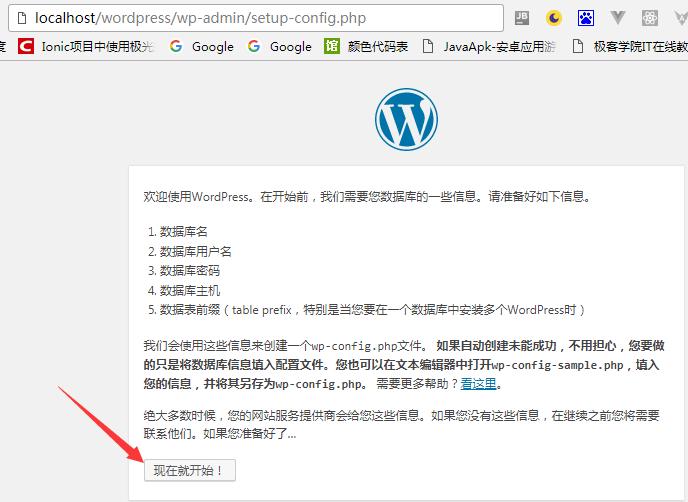 localhost/wordpress/wp-admin/setup-config.php
JB
度 C Ionic项目中使用极光 G Google G Google 馆 颜色代码表 JavaApk-安卓应用游 极客学院IT在线教
W
欢迎使用WordPress。在开始前，我们需要您数据库的一些信息。请准备好如下信息。
1. 数据库名
2. 数据库用户名
3. 数据库密码
4. 数据库主机
5. 数据表前缀（table prefix，特别是当您要在一个数据库中安装多个WordPress时）
我们会使用这些信息来创建一个wp-config.php文件。 如果自动创建未能成功，不用担心，您要做
的只是将数据库信息填入配置文件。您也可以在文本编辑器中打开wp-config-sample.php，填入
您的信息，并将其另存为wp-config.php。 需要更多帮助？看这里。
绝大多数时候，您的网站服务提供商会给您这些信息。如果您没有这些信息，在继续之前您将需要
联系他们。如果您准备好了…
现在就开始！